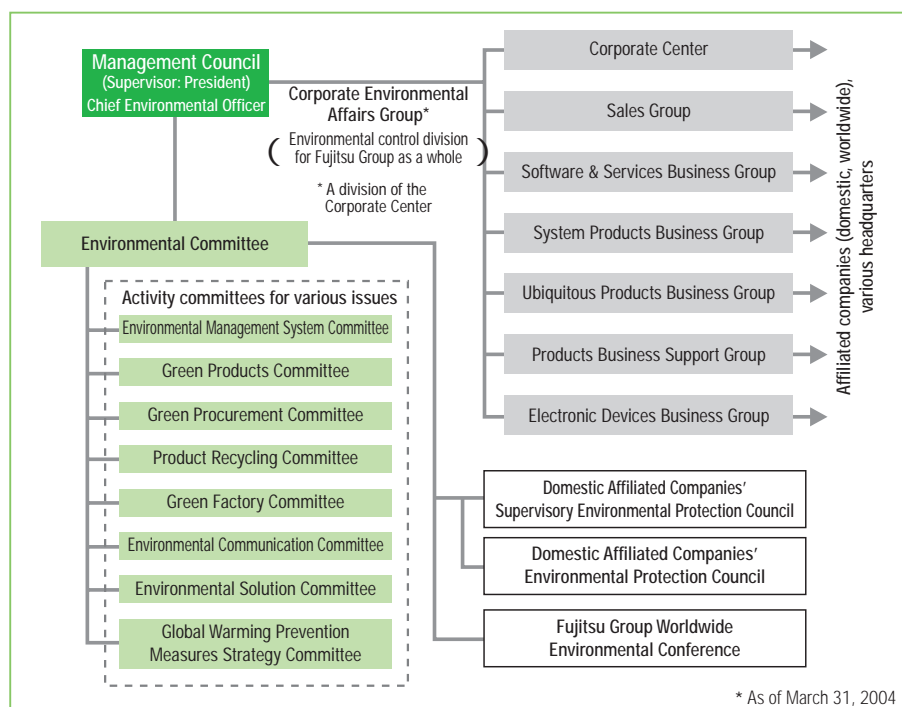 Management Council
(Supervisor: President)
Chief Environmental Officer
Corporate Environmental
Affairs Group*
(Environmental control division
for Fujitsu Group as a whole)
* A division of the
Corporate Center
Corporate Center
Sales Group
Software & Services Business Group
System Products Business Group
Ubiquitous Products Business Group
Products Business Support Group
Electronic Devices Business Group
Affiliated companies (domestic, worldwide),
various headquarters
Environmental Committee
Activity committees for various issues
Environmental Management System Committee
Green Products Committee
Green Procurement Committee
Product Recycling Committee
Green Factory Committee
Environmental Communication Committee
Environmental Solution Committee
Global Warming Prevention
Measures Strategy Committee
Domestic Affiliated Companies'
Supervisory Environmental Protection Council
Domestic Affiliated Companies'
Environmental Protection Council
Fujitsu Group Worldwide
Environmental Conference
* As of March 31, 2004